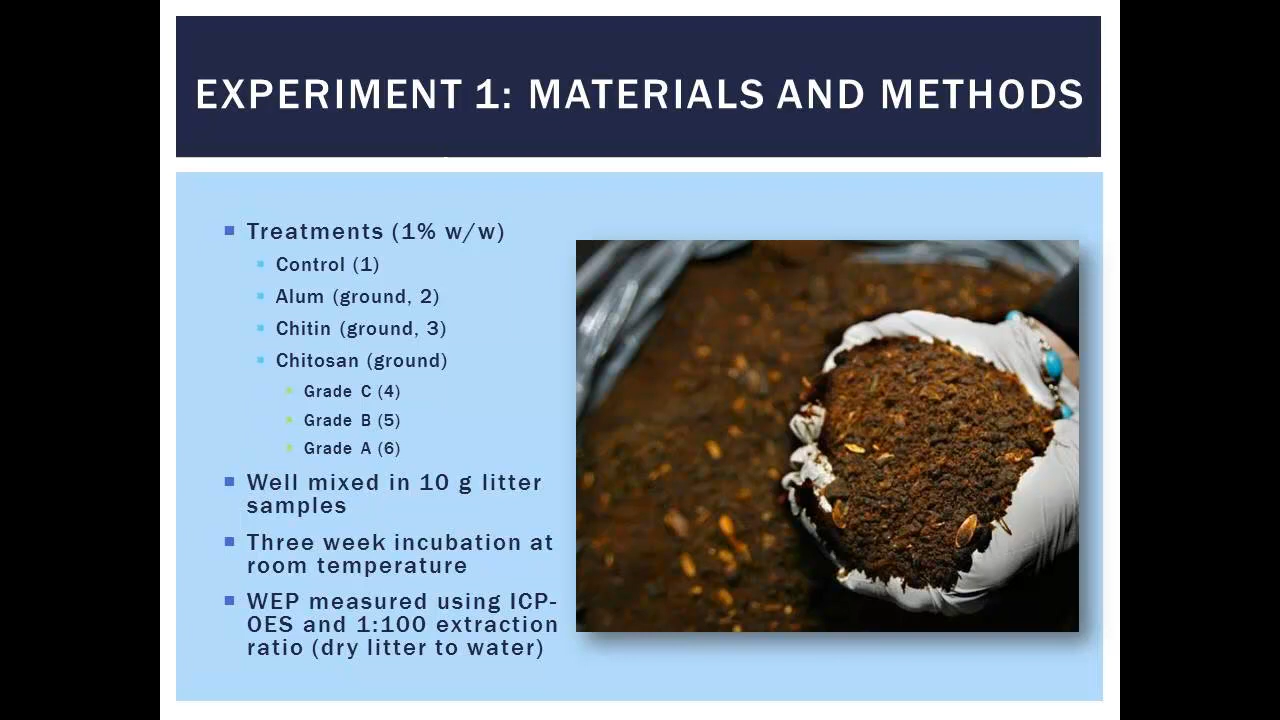 EXPERIMENT 1: MATERIALS AND METHODS
Treatments (1% w/w)
Control (1)
Alum (ground, 2)
Chitin (ground, 3)
Chitosan (ground)
Grade C (4)
Grade B (5)
Grade A (6)
Well mixed in 10 g litter
samples
Three week incubation at
room temperature
WEP measured using ICP-
OES and 1:100 extraction
ratio (dry litter to water)